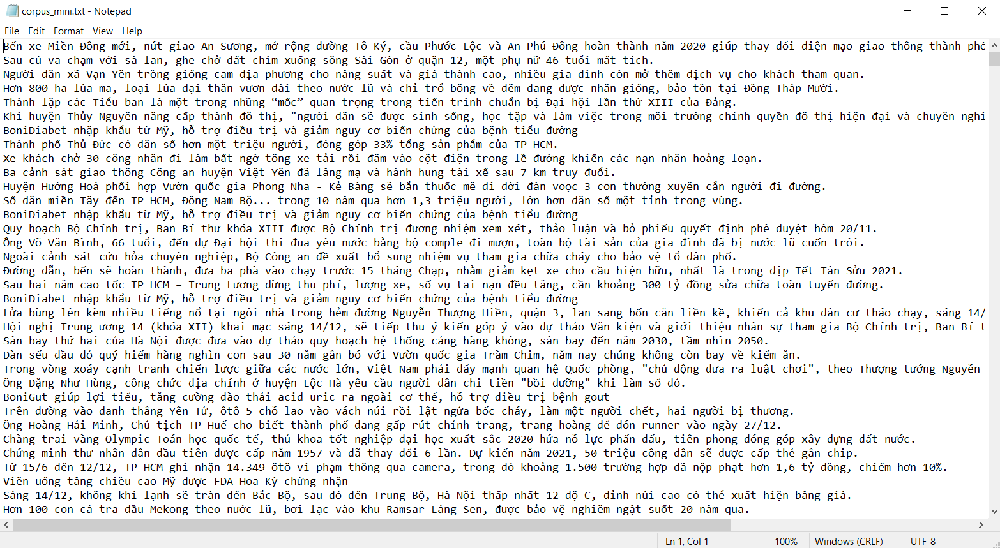 corpus_mini.txt - Notepad
File Edit Format View Help
Bến xe Miền Đông mới, nút giao An Sương, mở rộng đường Tô Ký, cầu Phước Lộc và An Phú Đông hoàn thành năm 2020 giúp thay đổi diện mạo giao thông thành phố
Sau cú va chạm với sà lan, ghe chở đất chìm xuống sông Sài Gòn ở quận 12, một phụ nữ 46 tuổi mất tích.
Người dân xã Vạn Yên trồng giống cam địa phương cho năng suất và giá thành cao, nhiều gia đình còn mở thêm dịch vụ cho khách tham quan.
Hơn 800 ha lúa ma, loại lúa dại thân vươn dài theo nước lũ và chỉ trổ bông về đêm đang được nhân giống, bảo tồn tại Đồng Tháp Mười.
Thành lập các Tiểu ban là một trong những “mốc” quan trọng trong tiến trình chuẩn bị Đại hội lần thứ XIII của Đảng.
Khi huyện Thủy Nguyên nâng cấp thành đô thị, "người dân sẽ được sinh sống, học tập và làm việc trong môi trường chính quyền đô thị hiện đại và chuyên nghi
BoniDiabet nhập khẩu từ Mỹ, hỗ trợ điều trị và giảm nguy cơ biến chứng của bệnh tiểu đường
Thành phố Thủ Đức có dân số hơn một triệu người, đóng góp 33% tổng sản phẩm của TP HCM.
Xe khách chở 30 công nhân đi làm bất ngờ tông xe tải rồi đâm vào cột điện trong lề đường khiến các nạn nhân hoảng loạn.
Ba cảnh sát giao thông Công an huyện Việt Yên đã lăng mạ và hành hung tài xế sau 7 km truy đuổi.
Huyện Hướng Hoá phối hợp Vườn quốc gia Phong Nha - Kẻ Bàng sẽ bắn thuốc mê di dời đàn voọc 3 con thường xuyên cắn người đi đường.
Số dân miền Tây đến TP HCM, Đông Nam Bộ... trong 10 năm qua hơn 1,3 triệu người, lớn hơn dân số một tỉnh trong vùng.
BoniDiabet nhập khẩu từ Mỹ, hỗ trợ điều trị và giảm nguy cơ biến chứng của bệnh tiểu đường
Quy hoạch Bộ Chính trị, Ban Bí thư khóa XIII được Bộ Chính trị đương nhiệm xem xét, thảo luận và bỏ phiếu quyết định phê duyệt hôm 20/11.
Ông Võ Văn Bình, 66 tuổi, đến dự Đại hội thi đua yêu nước bằng bộ comple đi mượn, toàn bộ tài sản của gia đình đã bị nước lũ cuốn trôi.
Ngoài cảnh sát cứu hỏa chuyên nghiệp, Bộ Công an đề xuất bổ sung nhiệm vụ tham gia chữa cháy cho bảo vệ tổ dân phố.
Đường dẫn, bến sẽ hoàn thành, đưa ba phà vào chạy trước 15 tháng Chạp, nhằm giảm kẹt xe cho cầu hiện hữu, nhất là trong dịp Tết Tân Sửu 2021.
Sau hai năm cao tốc TP HCM – Trung Lương dừng thu phí, lượng xe, số vụ tai nạn đều tăng, cần khoảng 300 tỷ đồng sửa chữa toàn tuyến đường.
BoniDiabet nhập khẩu từ Mỹ, hỗ trợ điều trị và giảm nguy cơ biến chứng của bệnh tiểu đường
Lửa bùng lên kèm nhiều tiếng nổ tại ngôi nhà trong hẻm đường Nguyễn Thượng Hiền, quận 3, lan sang bốn căn liền kề, khiến cả khu dân cư tháo chạy, sáng 14/
Hội nghị Trung ương 14 (khóa XII) khai mạc sáng 14/12, sẽ tiếp thu ý kiến góp ý vào dự thảo Văn kiện và giới thiệu nhân sự tham gia Bộ Chính trị, Ban Bí t
Sân bay thứ hai của Hà Nội được đưa vào dự thảo quy hoạch hệ thống cảng hàng không, sân bay đến năm 2030, tầm nhìn 2050.
Đàn sếu đầu đỏ quý hiếm hàng nghìn con sau 30 năm gắn bó với Vườn quốc gia Tràm Chim, năm nay chúng không còn bay về kiếm ăn.
Trong vòng xoáy cạnh tranh chiến lược giữa các nước lớn, Việt Nam phải đẩy mạnh quan hệ Quốc phòng, "chủ động đưa ra luật chơi", theo Thượng tướng Nguyễn
Ông Đặng Như Hùng, công chức địa chính ở huyện Lộc Hà yêu cầu người dân chi tiền "bồi dưỡng" khi làm sổ đỏ.
BoniGut giúp lợi tiểu, tăng cường đào thải acid uric ra ngoài cơ thể, hỗ trợ điều trị bệnh gout
Trên đường vào danh thắng Yên Tử, ôtô 5 chỗ lao vào vách núi rồi lật ngửa bốc cháy, làm một người chết, hai người bị thương.
Ông Hoàng Hải Minh, Chủ tịch TP Huế cho biết thành phố đang gấp rút chỉnh trang, trang hoàng để đón runner vào ngày 27/12.
Chàng trai vàng Olympic Toán học quốc tế, thủ khoa tốt nghiệp đại học xuất sắc 2020 hứa nỗ lực phấn đấu, tiên phong đóng góp xây dựng đất nước.
Chứng minh thư nhân dân đầu tiên được cấp năm 1957 và đã thay đổi 6 lần. Dự kiến năm 2021, 50 triệu công dân sẽ được cấp thẻ gắn chip.
Từ 15/6 đến 12/12, TP HCM ghi nhận 14.349 ôtô vi phạm thông qua camera, trong đó khoảng 1.500 trường hợp đã nộp phạt hơn 1,6 tỷ đồng, chiếm hơn 10%.
Viên uống tăng chiều cao Mỹ được FDA Hoa Kỳ chứng nhận
Sáng 14/12, không khí lạnh sẽ tràn đến Bắc Bộ, sau đó đến Trung Bộ, Hà Nội thấp nhất 12 độ C, đỉnh núi cao có thể xuất hiện băng giá.
Hơn 100 con cá tra dầu Mekong theo nước lũ, bơi lạc vào khu Ramsar Láng Sen, được bảo vệ nghiêm ngặt suốt 20 năm qua.
Ln 1, Col 1 100% Windows (CRLF) UTF-8